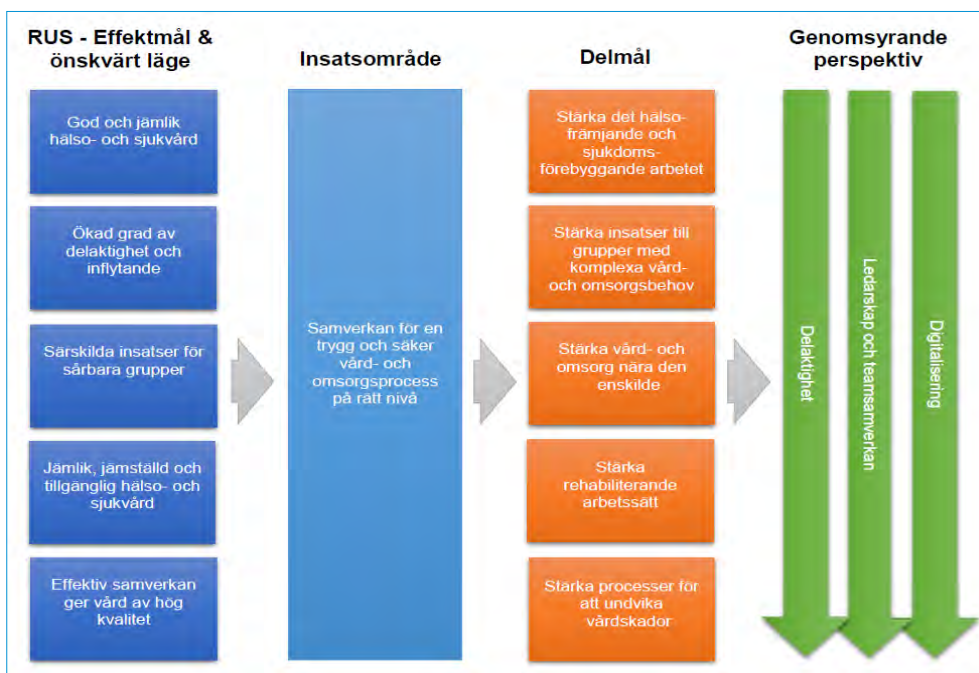 RUS - Effektmål &
önskvärt läge
God och jämlik
hälso- och sjukvård
Ökad grad av
delaktighet och
inflytande
Särskilda insatser för
sårbara grupper
Jämlik, jämställd och
tillgänglig hälso- och
sjukvård
Effektiv samverkan
ger vård av hög
kvalitet
Insatsområde
Samverkan för en
trygg och säker
vård- och
omsorgsprocess
på rätt nivå
Delmål
Stärka det hälso-
främjande och
sjukdoms-
förebyggande arbetet
Stärka insatser till
grupper med
komplexa vård-
och omsorgsbehov
Stärka vård- och
omsorg nära den
enskilde
Stärka
rehabiliterande
arbetssätt
Stärka processer för
att undvika
vårdskador
Genomsyrande
perspektiv
Delaktighet
Ledarskap och teamsamverkan
Digitalisering